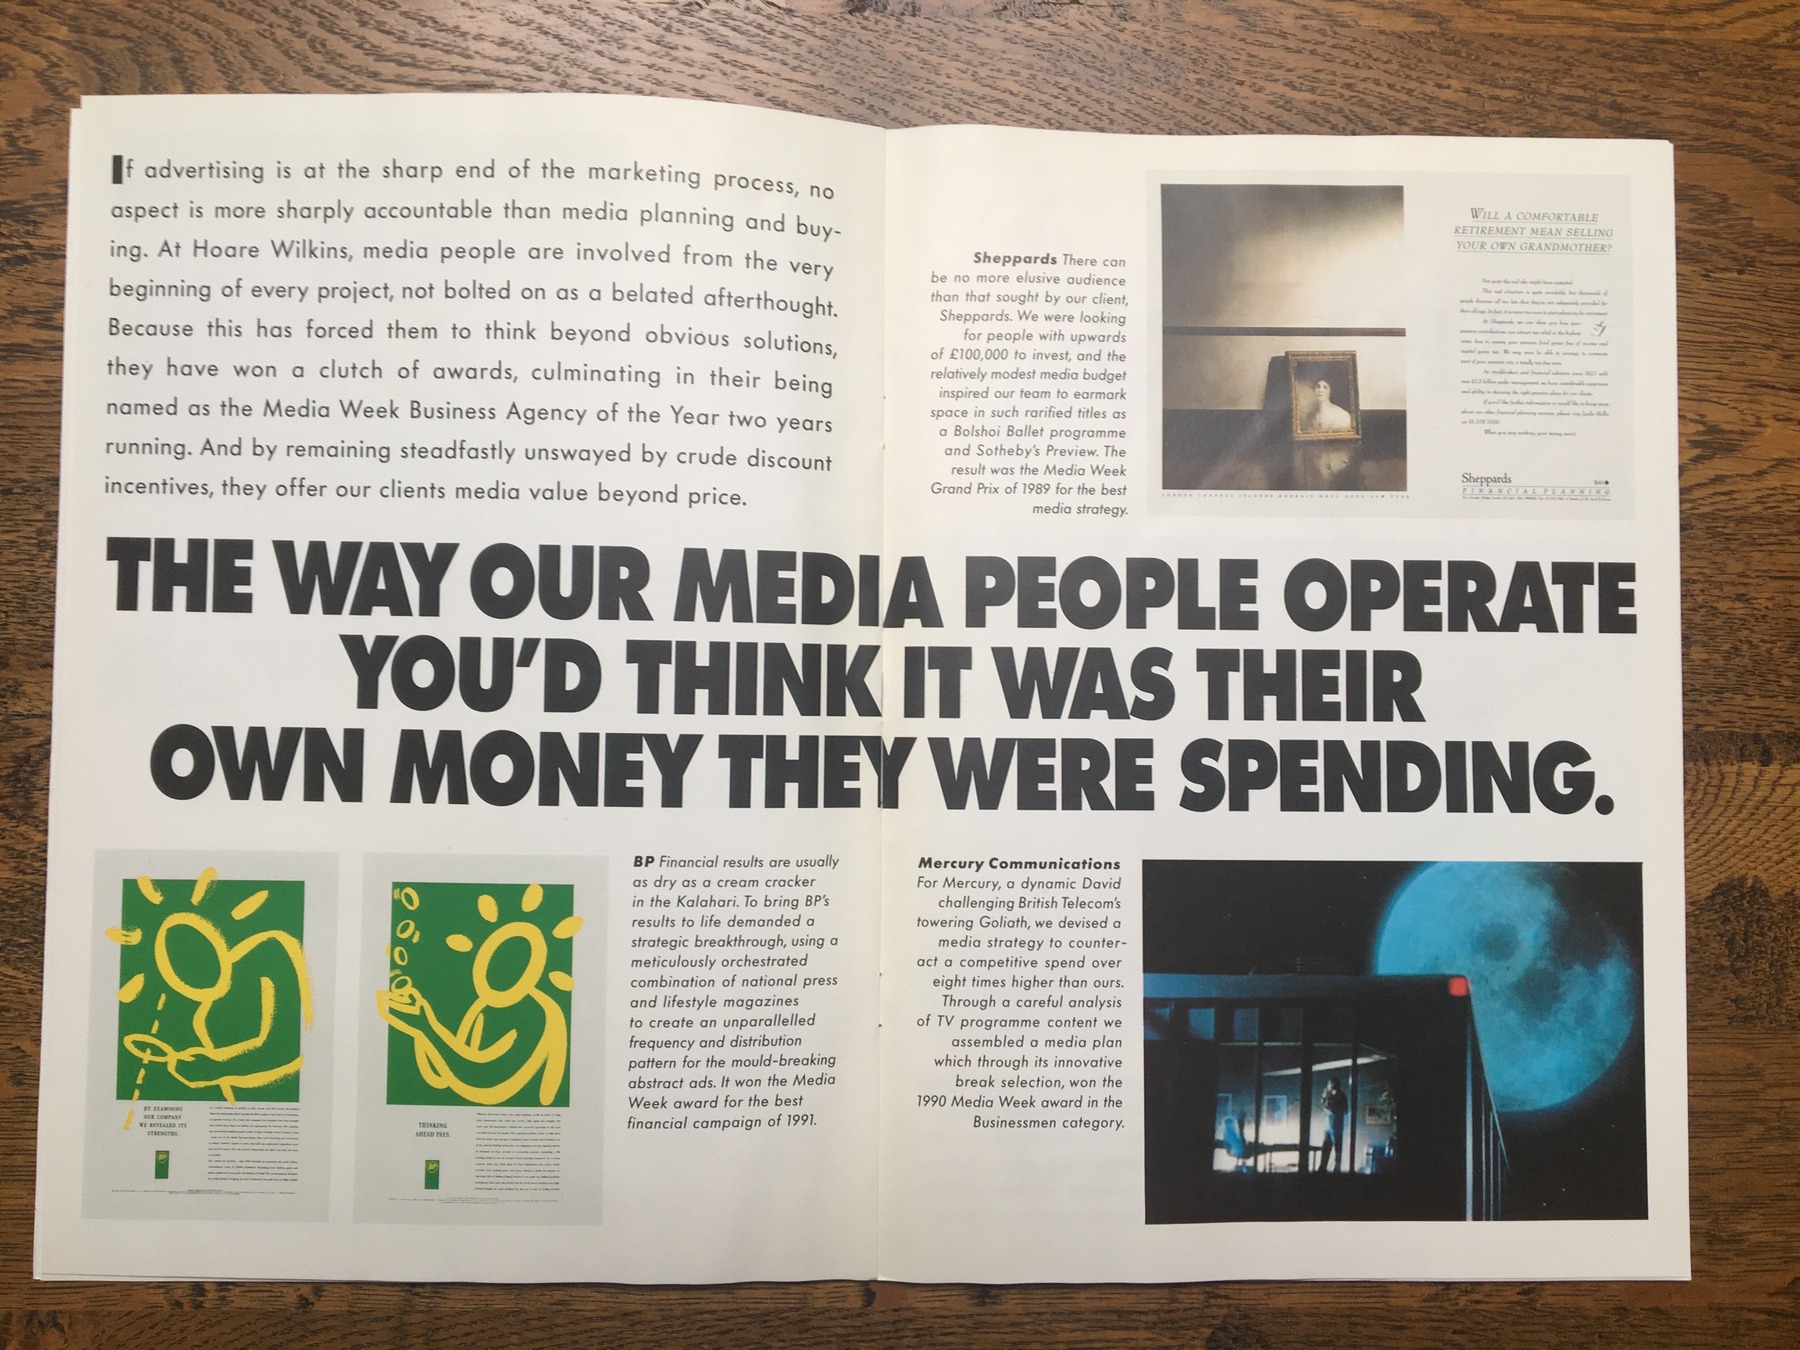 If advertising is at the sharp end of the marketing process, no
aspect is more sharply accountable than media planning and buy-
ing. At Hoare Wilkins, media people are involved from the very
beginning of every project, not bolted on as a belated afterthought.
Because this has forced them to think beyond obvious solutions,
they have won a clutch of awards, culminating in their being
named as the Media Week Business Agency of the Year two years
running. And by remaining steadfastly unswayed by crude discount
incentives, they offer our clients media value beyond price.
Sheppards There can
be no more elusive audience
than that sought by our client,
Sheppards. We were looking
for people with upwards
of £100,000 to invest, and the
relatively modest media budget
inspired our team to earmark
space in such rarified titles as
a Bolshoi Ballet programme
and Sotheby's Preview. The
result was the Media Week
Grand Prix of 1989 for the best
media strategy.
WILL A COMFORTABLE
RETIREMENT MEAN SELLING
YOUR OWN GRANDMOTHER?
Sheppards
FINANCIAL PLANNING
THE WAY OUR MEDIA PEOPLE OPERATE
YOU'D THINK IT WAS THEIR
OWN MONEY THEY WERE SPENDING.
BY EXAMINING
OUR COMPANY
WE REVEALED ITS
STRENGTHS.
BP
THINKING
AHEAD PAYS.
BP
BP Financial results are usually
as dry as a cream cracker
in the Kalahari. To bring BP's
results to life demanded a
strategic breakthrough, using a
meticulously orchestrated
combination of national press
and lifestyle magazines
to create an unparallelled
frequency and distribution
pattern for the mould-breaking
abstract ads. It won the Media
Week award for the best
financial campaign of 1991.
Mercury Communications
For Mercury, a dynamic David
challenging British Telecom's
towering Goliath, we devised a
media strategy to counter-
act a competitive spend over
eight times higher than ours.
Through a careful analysis
of TV programme content we
assembled a media plan
which through its innovative
break selection, won the
1990 Media Week award in the
Businessmen category.